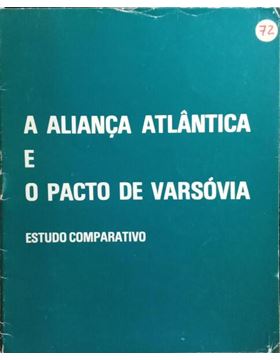 72
A ALIANÇA ATLÂNTICA
E
O PACTO DE VARSÓVIA
ESTUDO COMPARATIVO